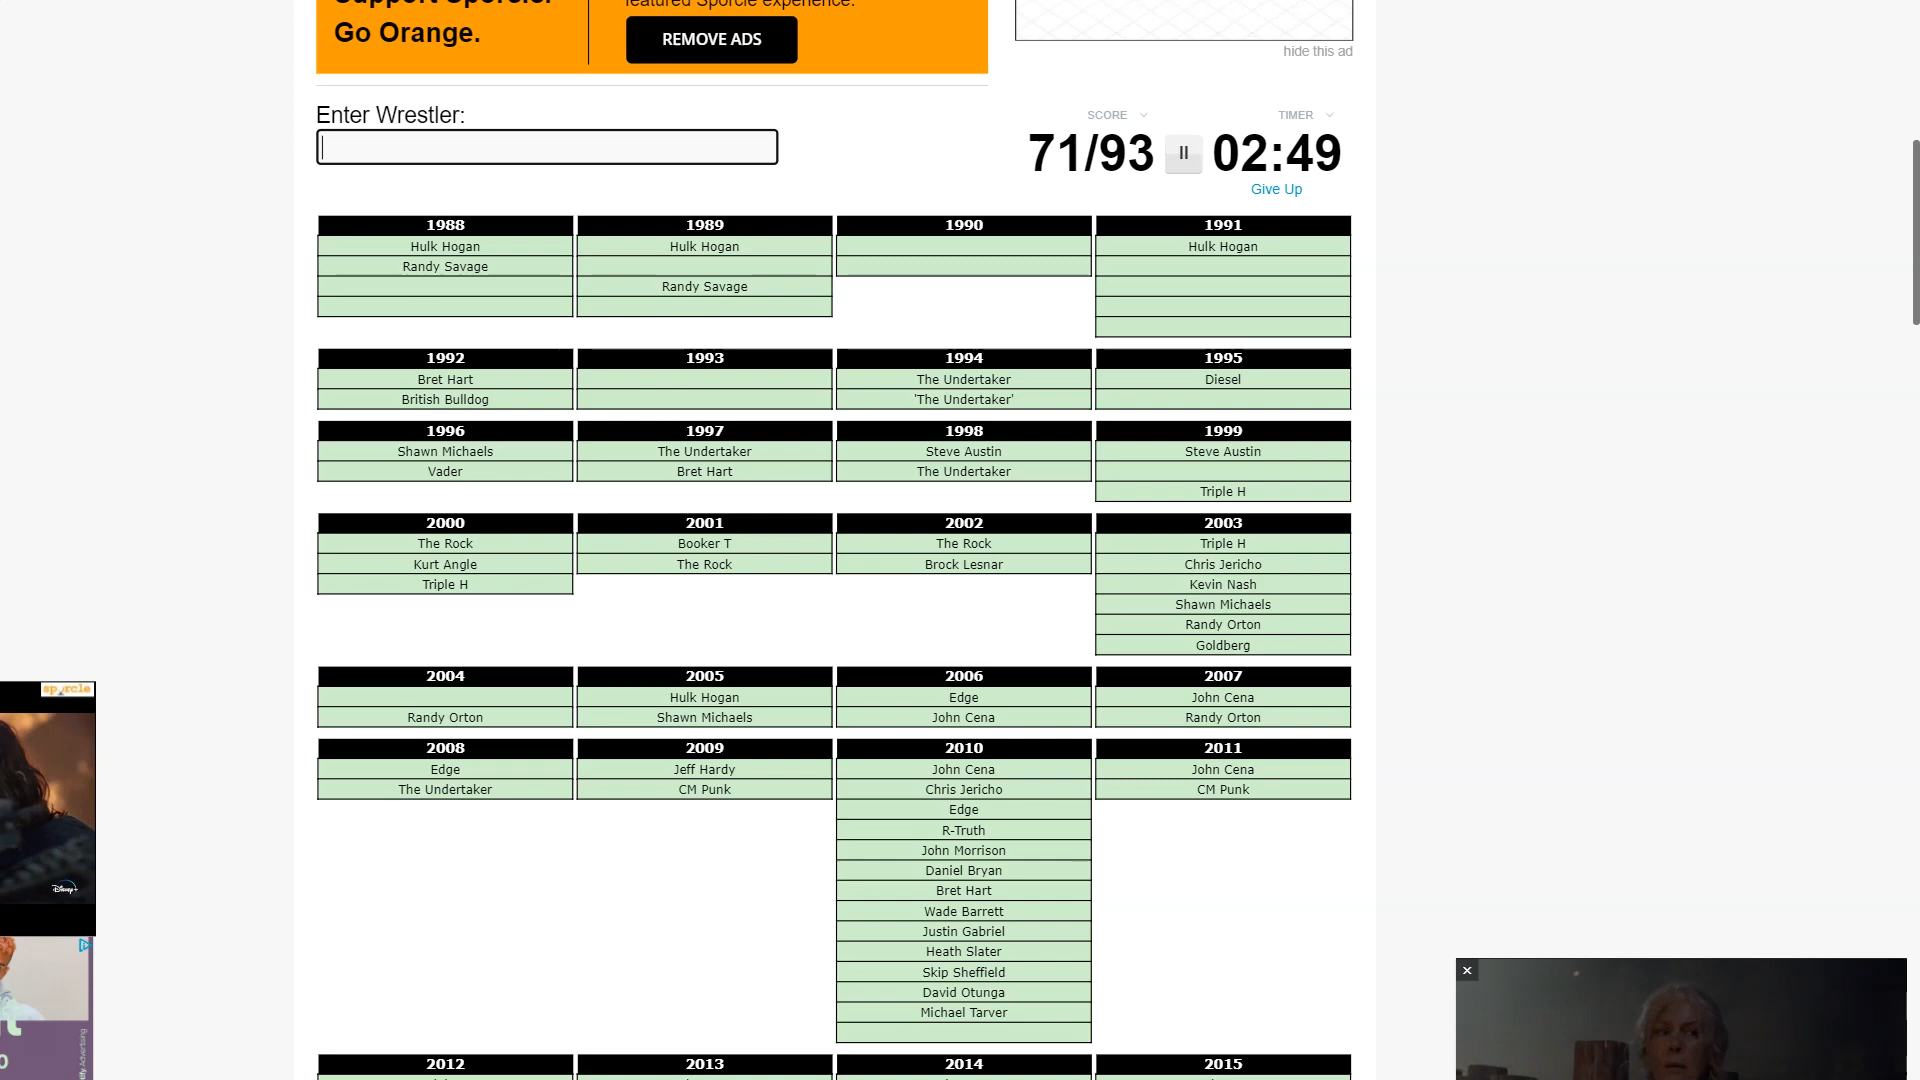 Support Sporcle.
featured Sporcle experience.
Go Orange.
REMOVE ADS
hide this ad
Enter Wrestler:
SCORE
TIMER
71/93
02:49
Give Up
1988
1989
1990
1991
Hulk Hogan
Hulk Hogan
Hulk Hogan
Randy Savage
Randy Savage
1992
1993
1994
1995
Bret Hart
The Undertaker
Diesel
British Bulldog
'The Undertaker'
1996
1997
1998
1999
Shawn Michaels
The Undertaker
Steve Austin
Steve Austin
Vader
Bret Hart
The Undertaker
Triple H
2000
2001
2002
2003
The Rock
Booker T
The Rock
Triple H
Kurt Angle
The Rock
Brock Lesnar
Chris Jericho
Triple H
Kevin Nash
Shawn Michaels
Randy Orton
Goldberg
2004
2005
2006
2007
Hulk Hogan
Edge
John Cena
Randy Orton
Shawn Michaels
John Cena
Randy Orton
2008
2009
2010
2011
Edge
Jeff Hardy
John Cena
John Cena
The Undertaker
CM Punk
Chris Jericho
CM Punk
Edge
R-Truth
John Morrison
Daniel Bryan
Bret Hart
Wade Barrett
Justin Gabriel
Heath Slater
Skip Sheffield
David Otunga
Michael Tarver
2012
2013
2014
2015
sporcle
Disney+